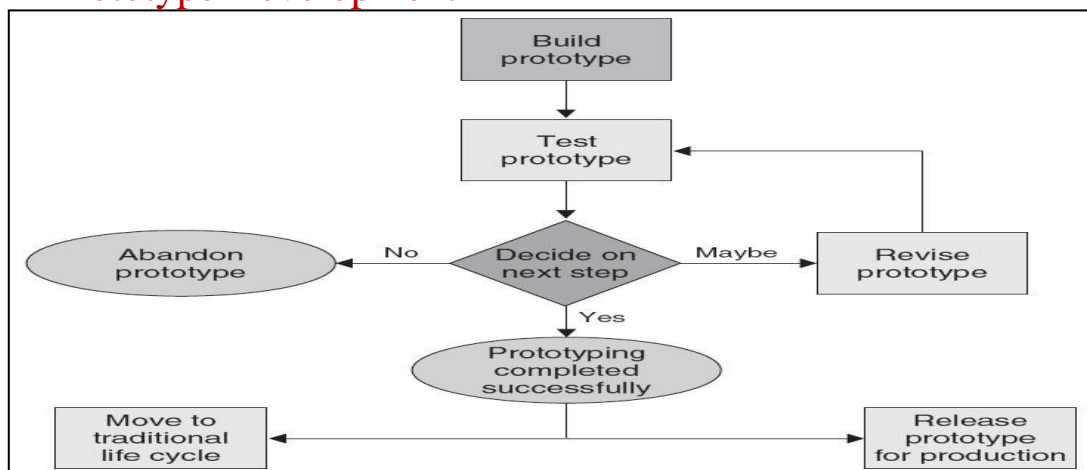 Build
prototype
Test
prototype
Abandon
prototype
No
Decide on
next step
Maybe
Revise
prototype
Yes
Prototyping
completed
successfully
Move to
traditional
life cycle
Release
prototype
for production